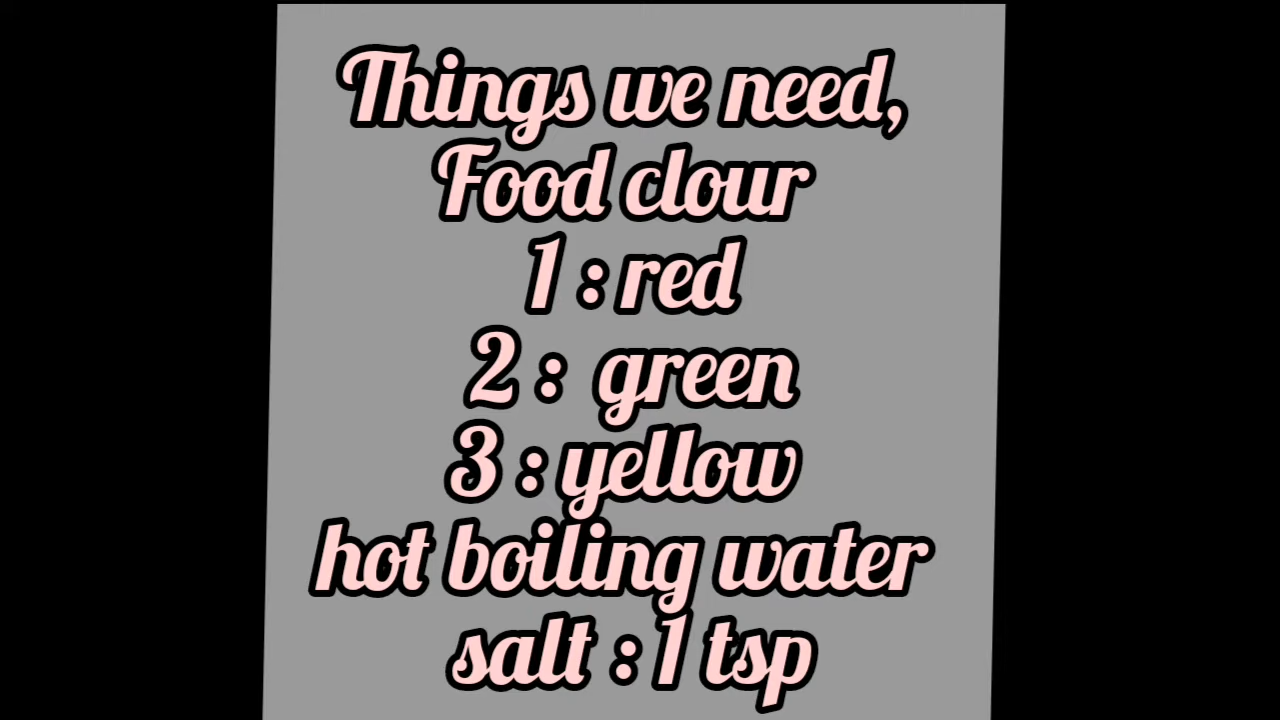 Things we need,
Food clour
1 : red
2 : green
3 : yellow
hot boiling water
salt : 1 tsp